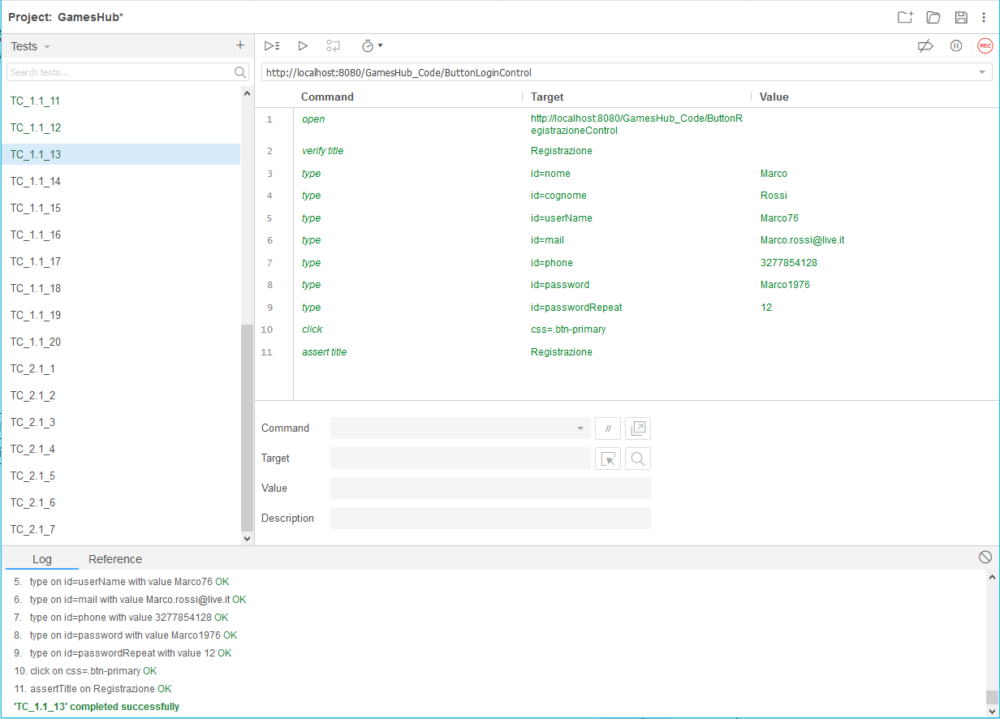 Project: GamesHub*
Tests
+
Search tests...
TC_1.1_11
TC_1.1_12
TC_1.1_13
TC_1.1_14
TC_1.1_15
TC_1.1_16
TC_1.1_17
TC_1.1_18
TC_1.1_19
TC_1.1_20
TC_2.1_1
TC_2.1_2
TC_2.1_3
TC_2.1_4
TC_2.1_5
TC_2.1_6
TC_2.1_7
REC
http://localhost:8080/GamesHub_Code/ButtonLoginControl
Command Target Value
1 open http://localhost:8080/GamesHub_Code/ButtonR
egistrazioneControl
2 verify title Registrazione
3 type id=nome Marco
4 type id=cognome Rossi
5 type id=userName Marco76
6 type id=mail Marco.rossi@live.it
7 type id=phone 3277854128
8 type id=password Marco1976
9 type id=passwordRepeat 12
10 click css=.btn-primary
11 assert title Registrazione
Command //
Target
Value
Description
Log Reference
5. type on id=userName with value Marco76 OK
6. type on id=mail with value Marco.rossi@live.it OK
7. type on id=phone with value 3277854128 OK
8. type on id=password with value Marco1976 OK
9. type on id=passwordRepeat with value 12 OK
10. click on css=.btn-primary OK
11. assertTitle on Registrazione OK
'TC_1.1_13' completed successfully